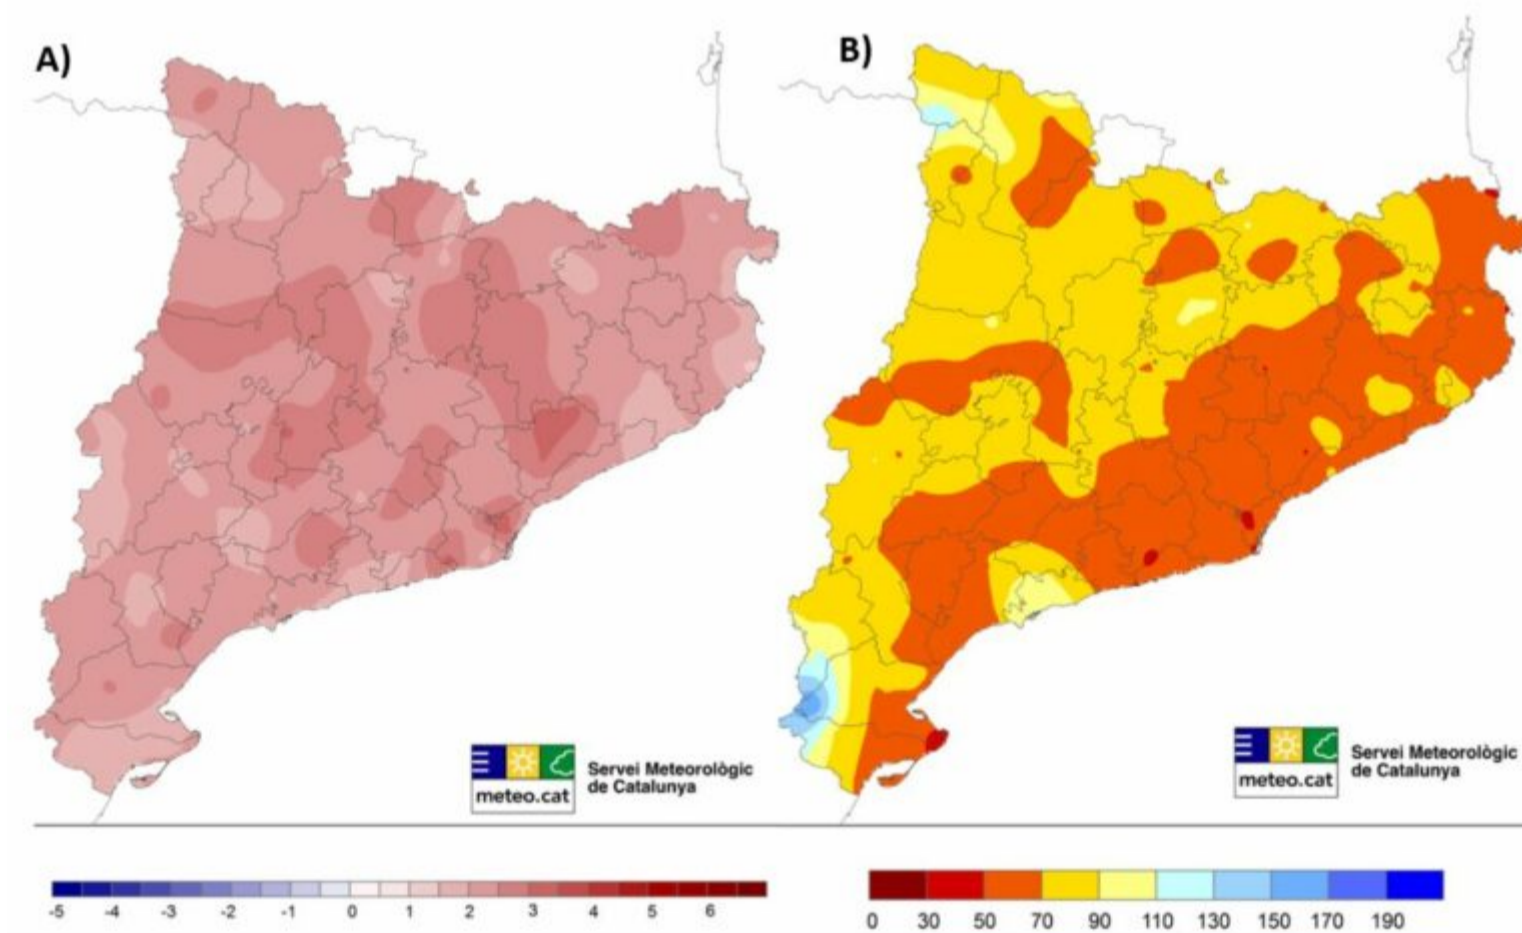 A)
B)
Servei Meteorològic
de Catalunya
meteo.cat
Servei Meteorològic
de Catalunya
meteo.cat
-5 -4 -3 -2 -1 0 1 2 3 4 5 6
0 30 50 70 90 110 130 150 170 190